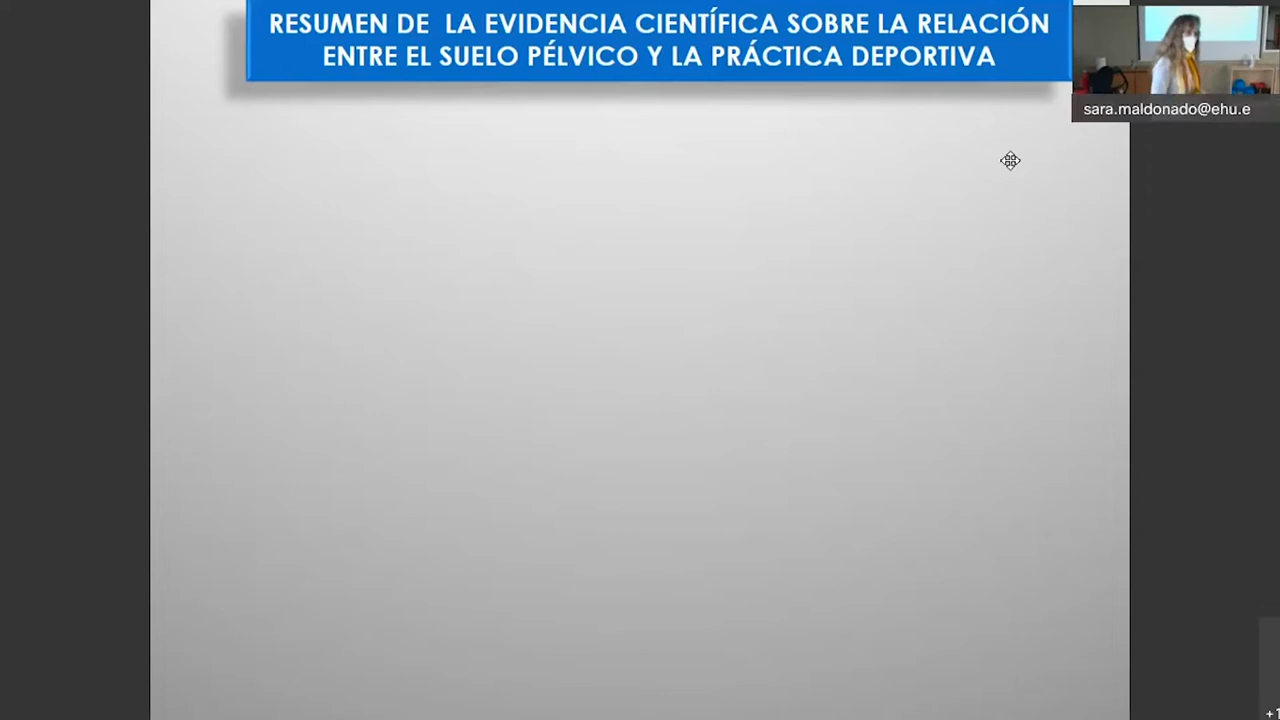 RESUMEN DE LA EVIDENCIA CIENTÍFICA SOBRE LA RELACIÓN
ENTRE EL SUELO PÉLVICO Y LA PRÁCTICA DEPORTIVA
sara.maldonado@ehu.e